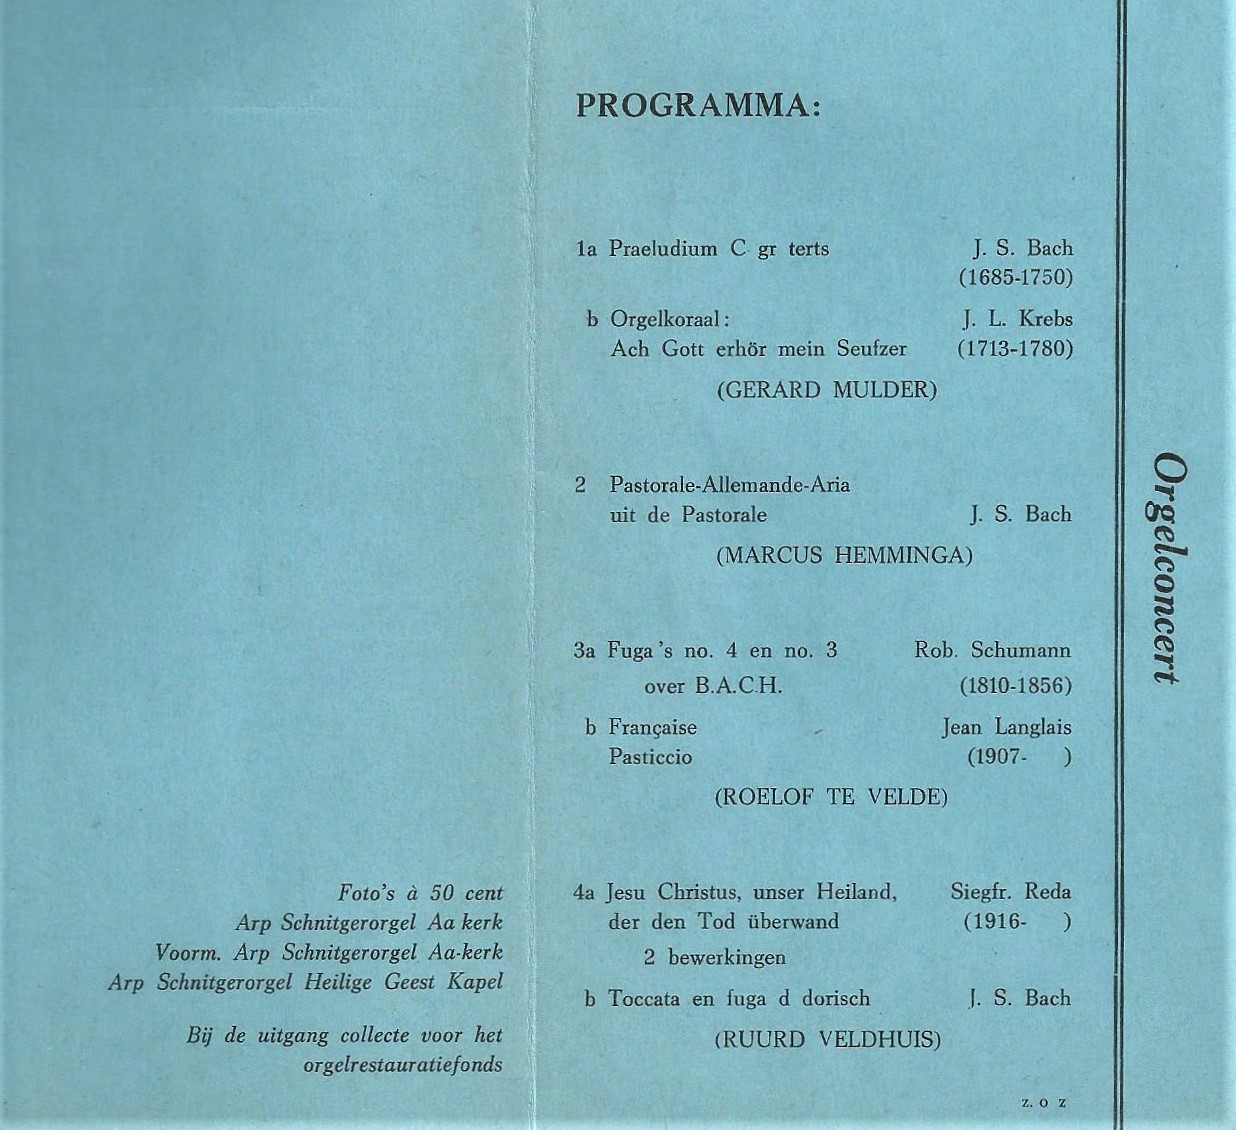 Foto's à 50 cent
Arp Schnitgerorgel Aa kerk
Voorm. Arp Schnitgerorgel Aa-kerk
Arp Schnitgerorgel Heilige Geest Kapel
Bij de uitgang collecte voor het
orgelrestauratiefonds
PROGRAMMA:
1a Praeludium C gr terts J. S. Bach
(1685-1750)
b Orgelkoraal: J. L. Krebs
Ach Gott erhör mein Seufzer (1713-1780)
(GERARD MULDER)
2 Pastorale-Allemande-Aria
uit de Pastorale J. S. Bach
(MARCUS HEMMINGA)
3a Fuga's no. 4 en no. 3 Rob. Schumann
over B.A.C.H. (1810-1856)
b Française Jean Langlais
Pasticcio (1907- )
(ROELOF TE VELDE)
4a Jesu Christus, unser Heiland, Siegfr. Reda
der den Tod überwand (1916- )
2 bewerkingen
b Toccata en fuga d dorisch J. S. Bach
(RUURD VELDHUIS)
z. o z
Orgelconcert